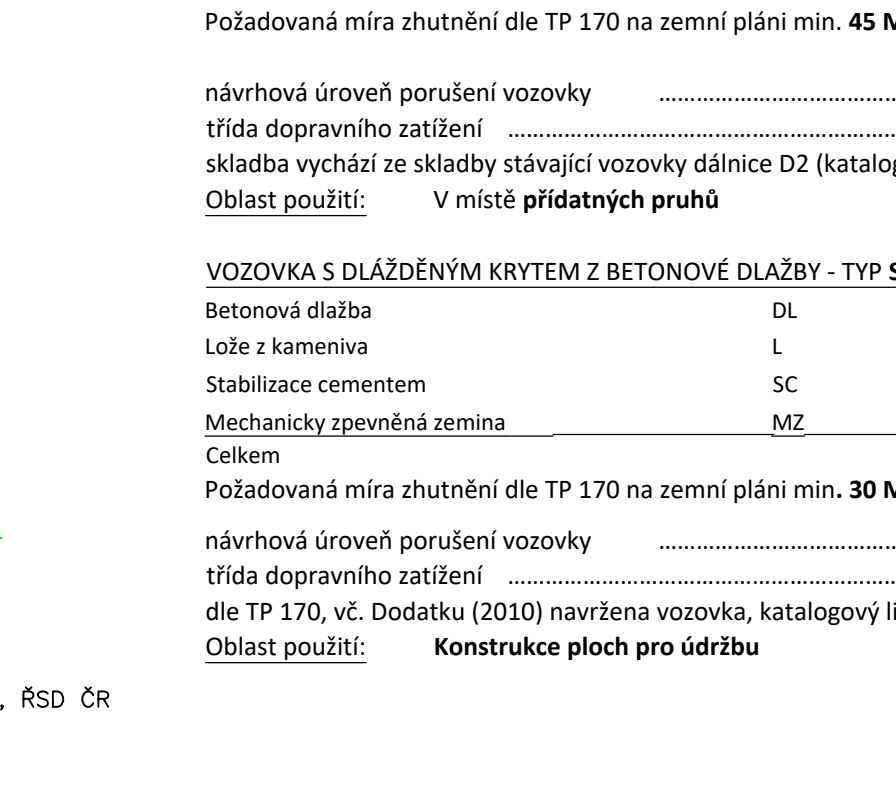 Požadovaná míra zhutnění dle TP 170 na zemní pláni min. 45
návrhová úroveň porušení vozovky ................................
třída dopravního zatížení ................................................
skladba vychází ze skladby stávající vozovky dálnice D2
Oblast použití: V místě přídatných pruhů
VOZOVKA S DLÁŽDĚNÝM KRYTEM Z BETONOVÉ DLAŽBY - TYP
Betonová dlažba DL
Lože z kameniva L
Stabilizace cementem SC
Mechanicky zpevněná zemina MZ
Celkem
Požadovaná míra zhutnění dle TP 170 na zemní pláni min. 30
návrhová úroveň porušení vozovky ................................
třída dopravního zatížení ................................................
dle TP 170, vč. Dodatku (2010) navržena vozovka, katalogový
Oblast použití: Konstrukce ploch pro údržbu
, ŘSD ČR